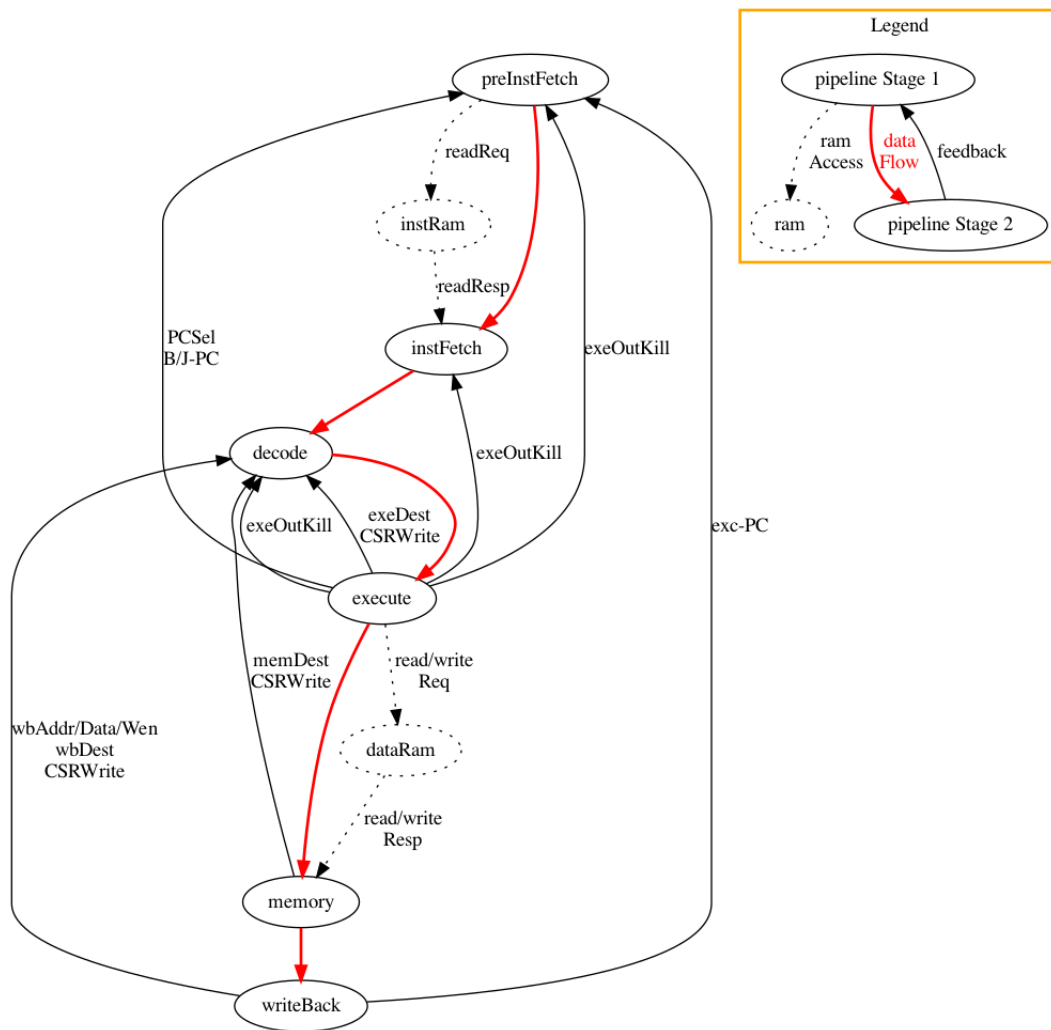 Legend
preInstFetch
pipeline Stage 1
readReq
ram
Access
data
Flow
feedback
instRam
ram
pipeline Stage 2
readResp
PCSel
B/J-PC
instFetch
exeOutKill
decode
exeOutKill
exeOutKill
exeDest
CSRWrite
exc-PC
execute
memDest
CSRWrite
read/write
Req
wbAddr/Data/Wen
wbDest
CSRWrite
dataRam
read/write
Resp
memory
writeBack